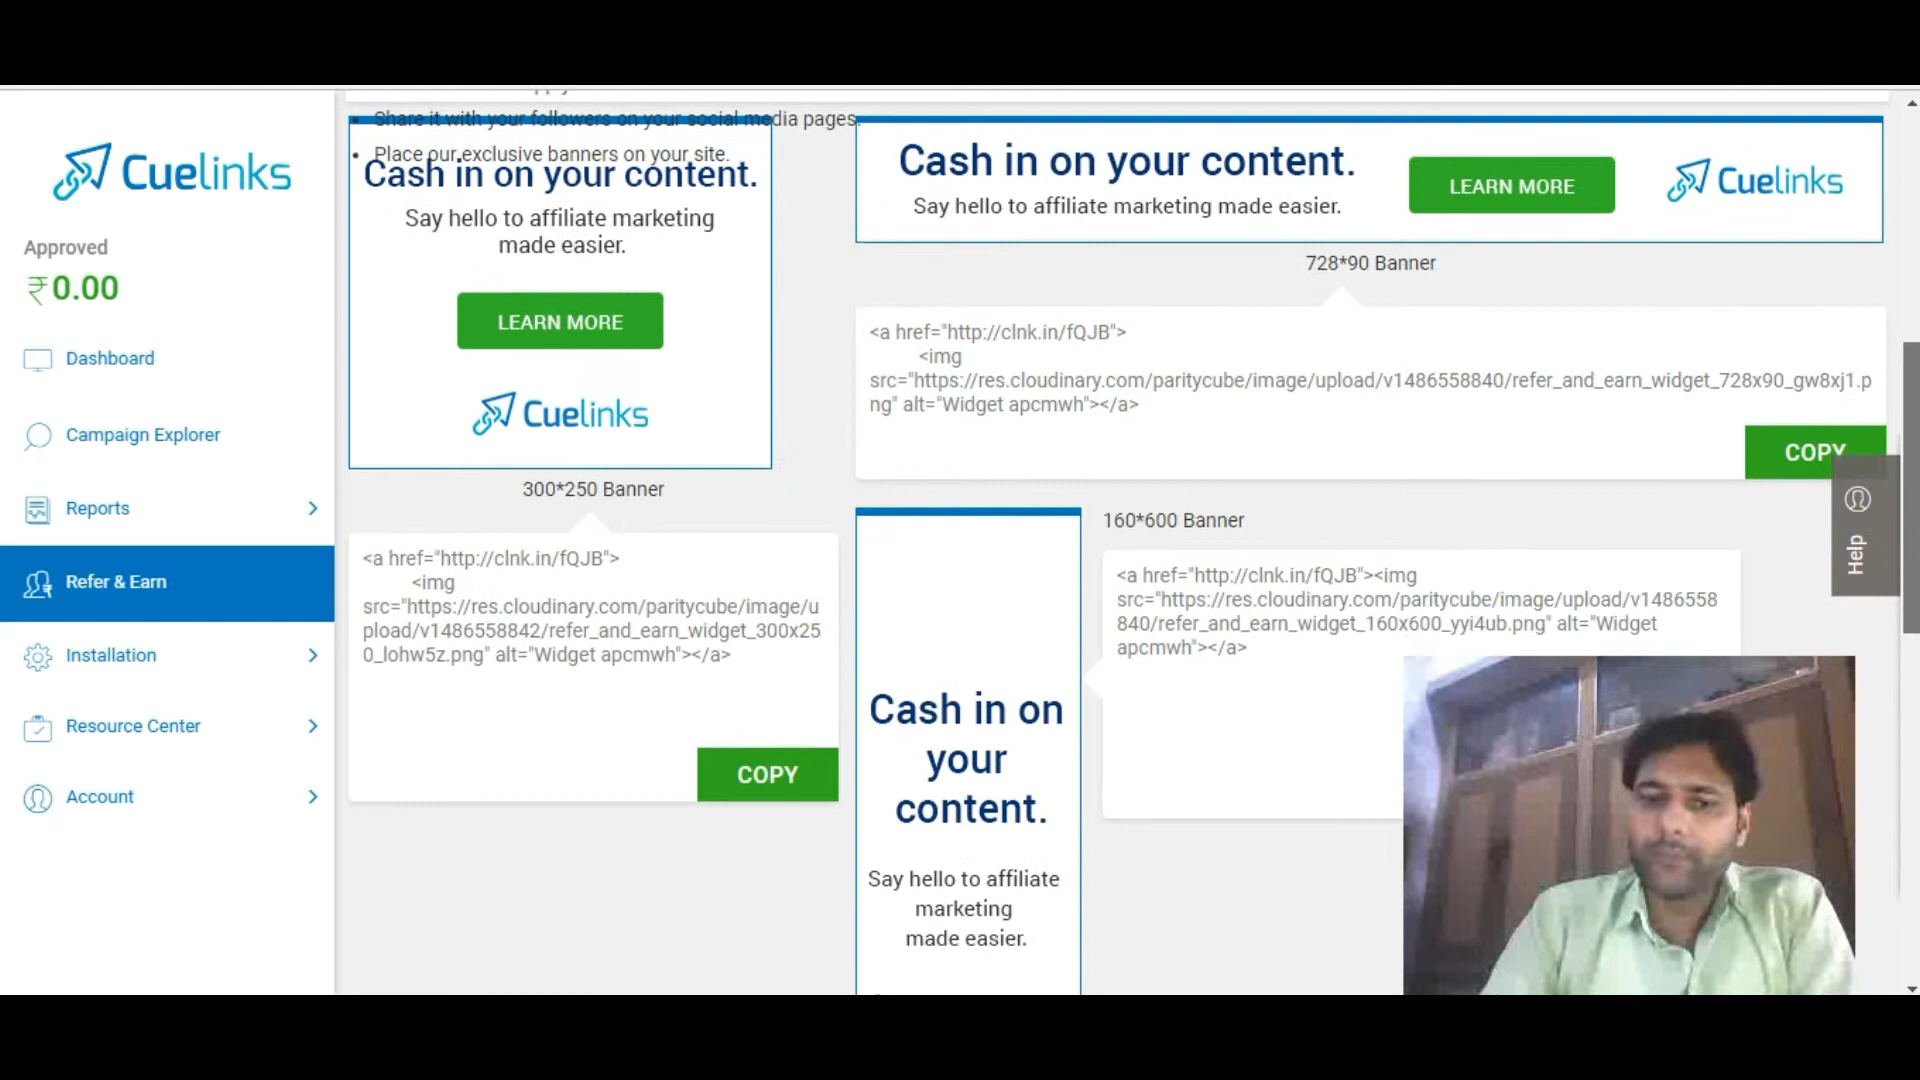 Cuelinks
Approved
₹0.00
Dashboard
Campaign Explorer
Reports
Refer & Earn
Installation
Resource Center
Account
Share it with your followers on your social media pages.
Place our exclusive banners on your site.
Cash in on your content.
Say hello to affiliate marketing
made easier.
LEARN MORE
Cuelinks
300*250 Banner
<a href="http://clnk.in/fQJB">
<img
src="https://res.cloudinary.com/paritycube/image/u
pload/v1486558842/refer_and_earn_widget_300x25
0_lohw5z.png" alt="Widget apcmwh"></a>
COPY
Cash in on your content.
Say hello to affiliate marketing made easier.
LEARN MORE
Cuelinks
728*90 Banner
<a href="http://clnk.in/fQJB">
<img
src="https://res.cloudinary.com/paritycube/image/upload/v1486558840/refer_and_earn_widget_728x90_gw8xj1.p
ng" alt="Widget apcmwh"></a>
COPY
Help
160*600 Banner
<a href="http://clnk.in/fQJB"><img
src="https://res.cloudinary.com/paritycube/image/upload/v1486558
840/refer_and_earn_widget_160x600_yyi4ub.png" alt="Widget
apcmwh"></a>
Cash in on
your
content.
Say hello to affiliate
marketing
made easier.